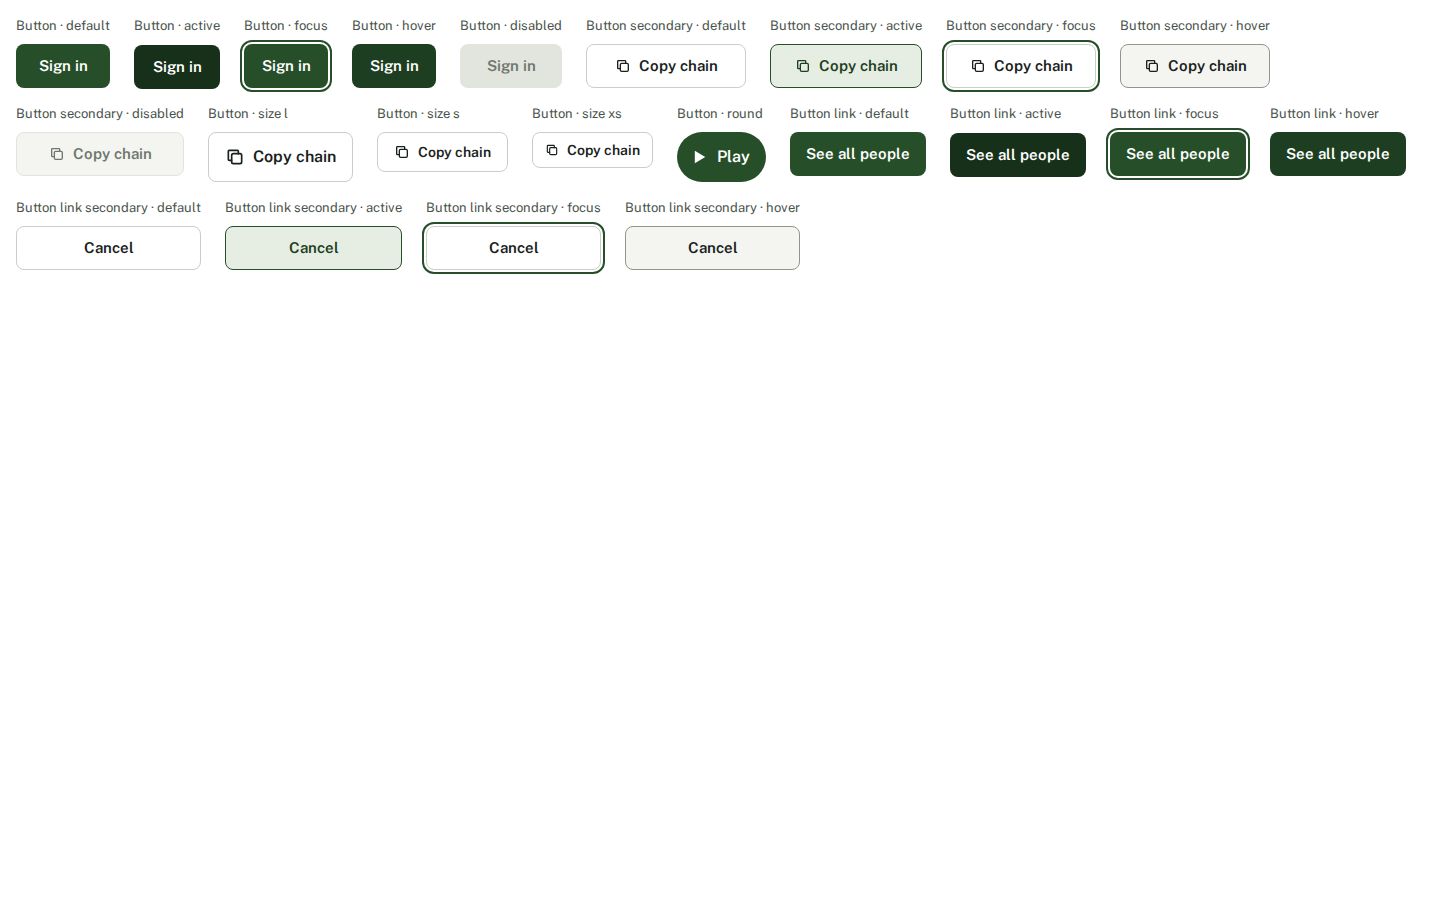 Button · default Button · active Button · focus Button · hover Button · disabled Button secondary · default Button secondary · active Button secondary · focus Button secondary · hover
Sign in Sign in Sign in Sign in Sign in Copy chain Copy chain Copy chain Copy chain
Button secondary · disabled Button · size l Button · size s Button · size xs Button · round Button link · default Button link · active Button link · focus Button link · hover
Copy chain Copy chain Copy chain Copy chain Play See all people See all people See all people See all people
Button link secondary · default Button link secondary · active Button link secondary · focus Button link secondary · hover
Cancel Cancel Cancel Cancel